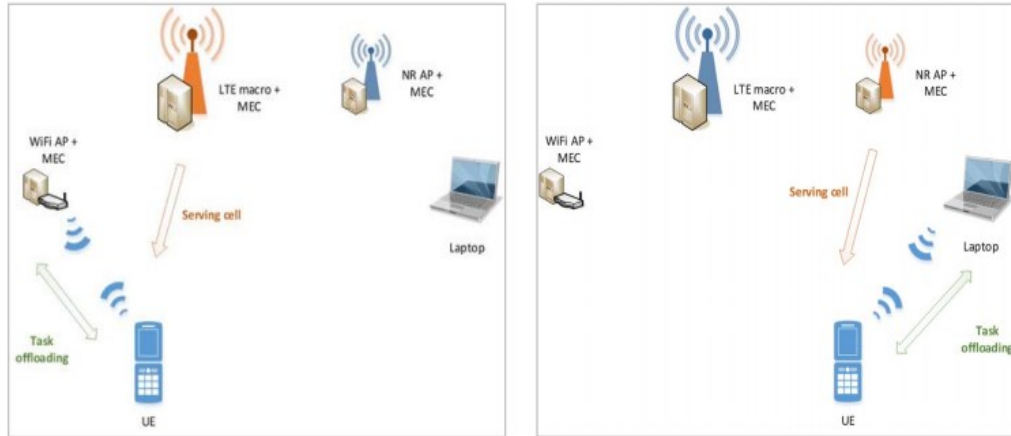 LTE macro +
MEC
NR AP +
MEC
WiFi AP +
MEC
Serving cell
Laptop
Task
offloading
UE
LTE macro +
MEC
NR AP +
MEC
WiFi AP +
MEC
Serving cell
Laptop
Task
offloading
UE